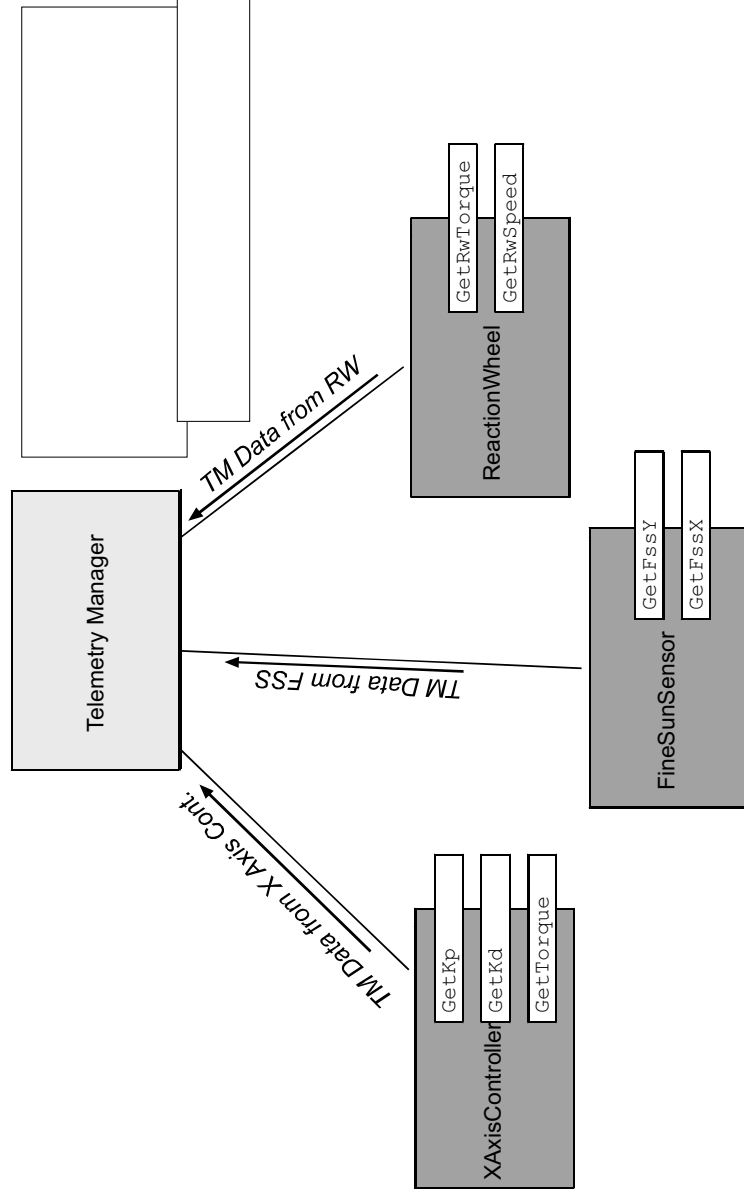 Telemetry Manager
TM Data from X Axis Cont.
TM Data from FSS
TM Data from RW
XAxisController
GetKp
GetKd
GetTorque
FineSunSensor
GetFssY
GetFssX
ReactionWheel
GetRwTorque
GetRwSpeed